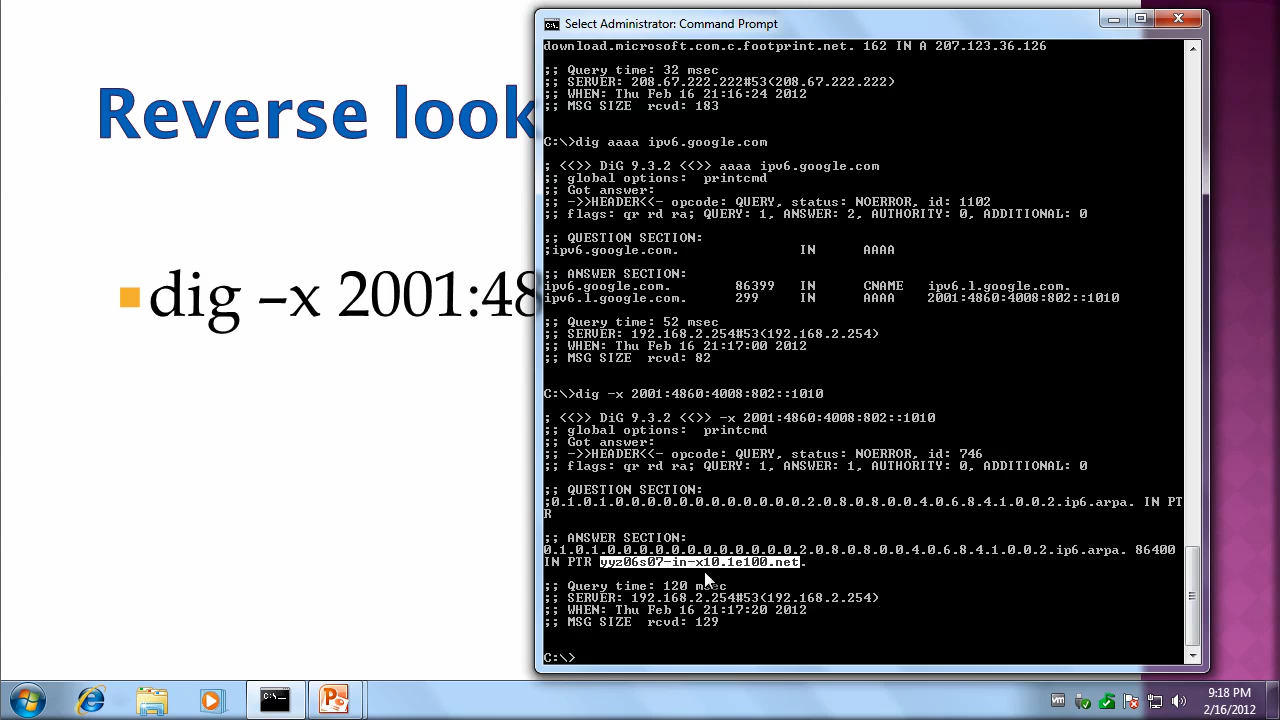 Select Administrator: Command Prompt
Reverse look
dig –x 2001:48
download.microsoft.com.c.footprint.net. 162 IN A 207.123.36.126
;; Query time: 32 msec
;; SERVER: 208.67.222.222#53(208.67.222.222)
;; WHEN: Thu Feb 16 21:16:24 2012
;; MSG SIZE  rcvd: 183
C:\>dig aaaa ipv6.google.com
; <<>> DiG 9.3.2 <<>> aaaa ipv6.google.com
;; global options:  printcmd
;; Got answer:
;; ->>HEADER<<- opcode: QUERY, status: NOERROR, id: 1102
;; flags: qr rd ra; QUERY: 1, ANSWER: 2, AUTHORITY: 0, ADDITIONAL: 0
;; QUESTION SECTION:
;ipv6.google.com. IN AAAA
;; ANSWER SECTION:
ipv6.google.com. 86399 IN CNAME ipv6.l.google.com.
ipv6.l.google.com. 299 IN AAAA 2001:4860:4008:802::1010
;; Query time: 52 msec
;; SERVER: 192.168.2.254#53(192.168.2.254)
;; WHEN: Thu Feb 16 21:17:00 2012
;; MSG SIZE  rcvd: 82
C:\>dig -x 2001:4860:4008:802::1010
; <<>> DiG 9.3.2 <<>> -x 2001:4860:4008:802::1010
;; global options:  printcmd
;; Got answer:
;; ->>HEADER<<- opcode: QUERY, status: NOERROR, id: 746
;; flags: qr rd ra; QUERY: 1, ANSWER: 1, AUTHORITY: 0, ADDITIONAL: 0
;; QUESTION SECTION:
;0.1.0.1.0.0.0.0.0.0.0.0.0.0.0.0.2.0.8.0.8.0.0.4.0.6.8.4.1.0.0.2.ip6.arpa. IN PT
R
;; ANSWER SECTION:
0.1.0.1.0.0.0.0.0.0.0.0.0.0.0.0.2.0.8.0.8.0.0.4.0.6.8.4.1.0.0.2.ip6.arpa. 86400
IN PTR yyz06s07-in-x10.1e100.net.
;; Query time: 120 msec
;; SERVER: 192.168.2.254#53(192.168.2.254)
;; WHEN: Thu Feb 16 21:17:20 2012
;; MSG SIZE  rcvd: 129
C:\>
9:18 PM
2/16/2012